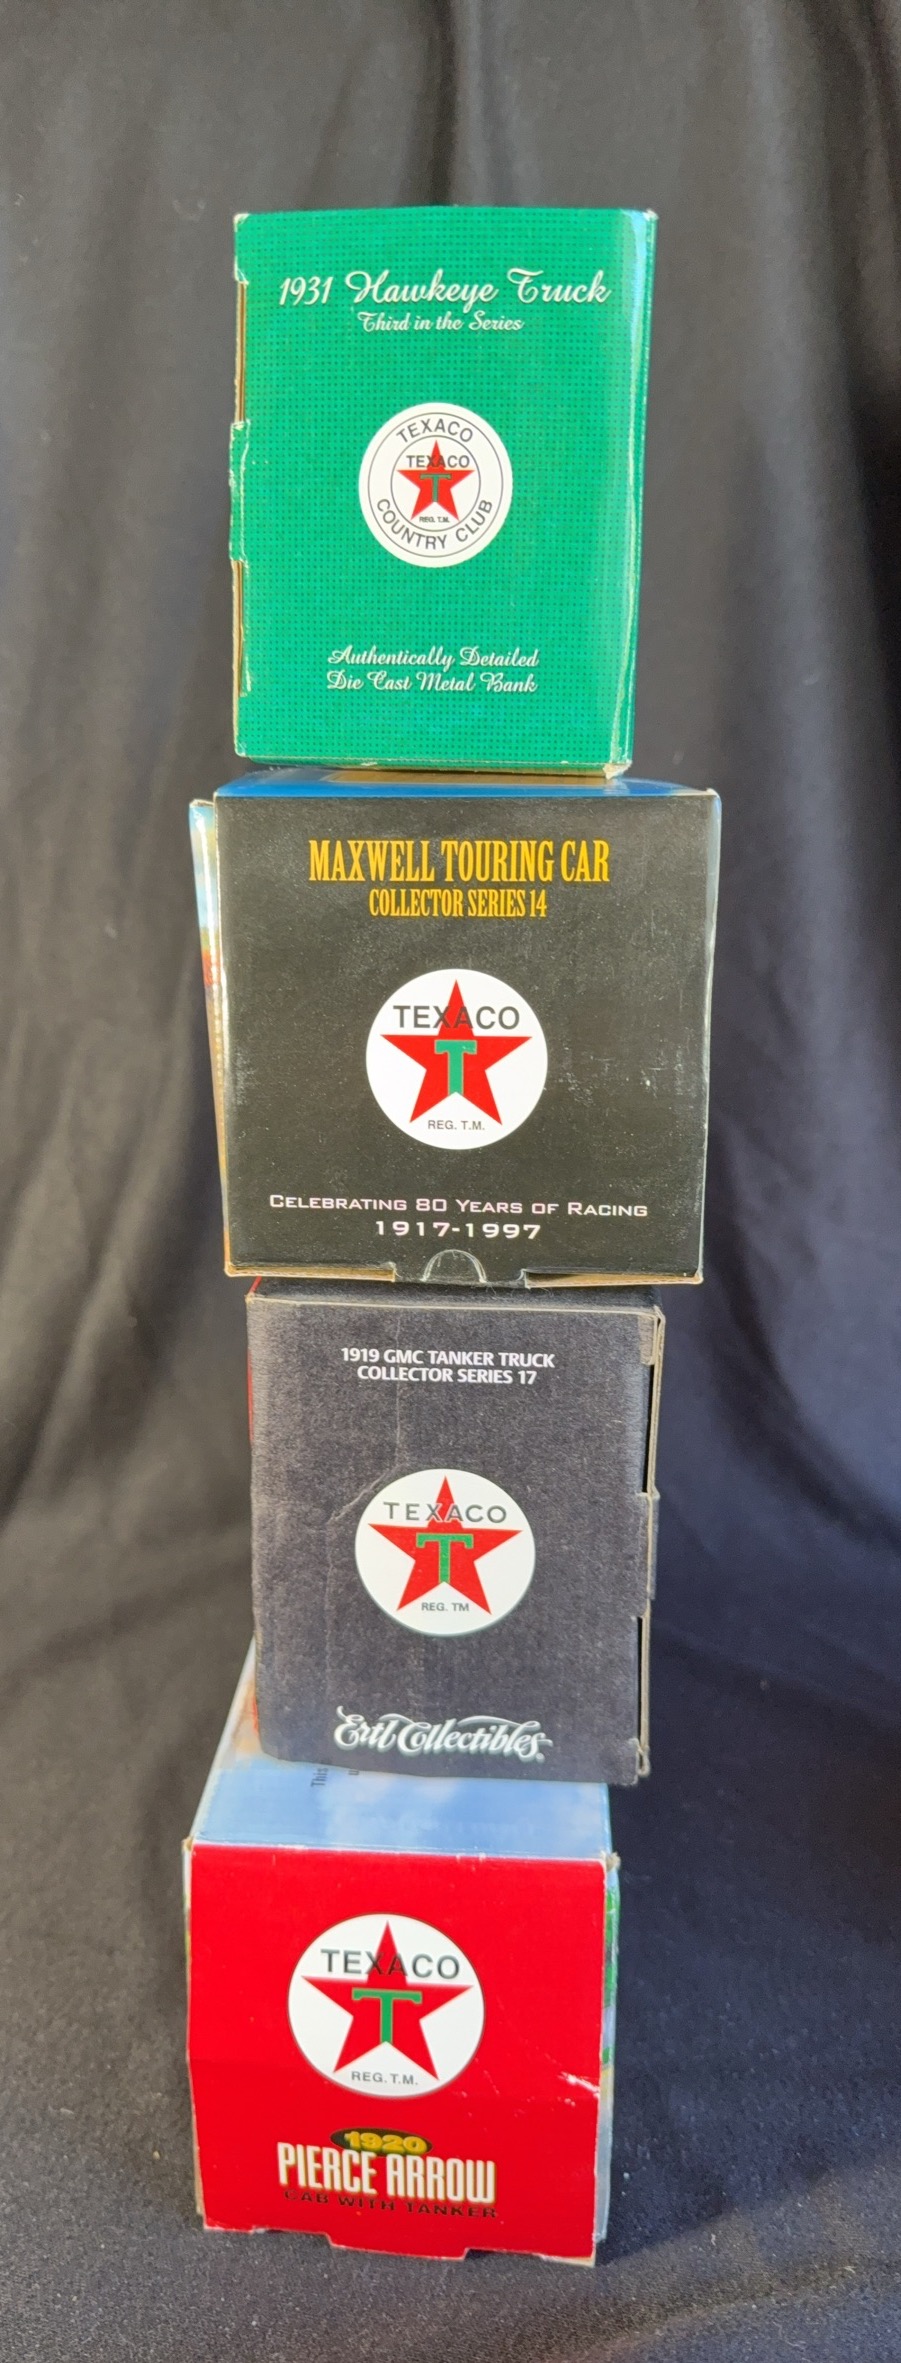 1931 Hawkeye Truck
Third in the Series
TEXACO
TEXACO
T
REG. T.M.
COUNTRY CLUB
Authentically Detailed
Die Cast Metal Bank
MAXWELL TOURING CAR
COLLECTOR SERIES 14
TEXACO
T
REG. T.M.
CELEBRATING 80 YEARS OF RACING
1917-1997
1919 GMC TANKER TRUCK
COLLECTOR SERIES 17
TEXACO
T
REG. TM
Ertl Collectibles
This
TEXACO
T
REG. T.M.
1920
PIERCE ARROW
CAB WITH TANKER